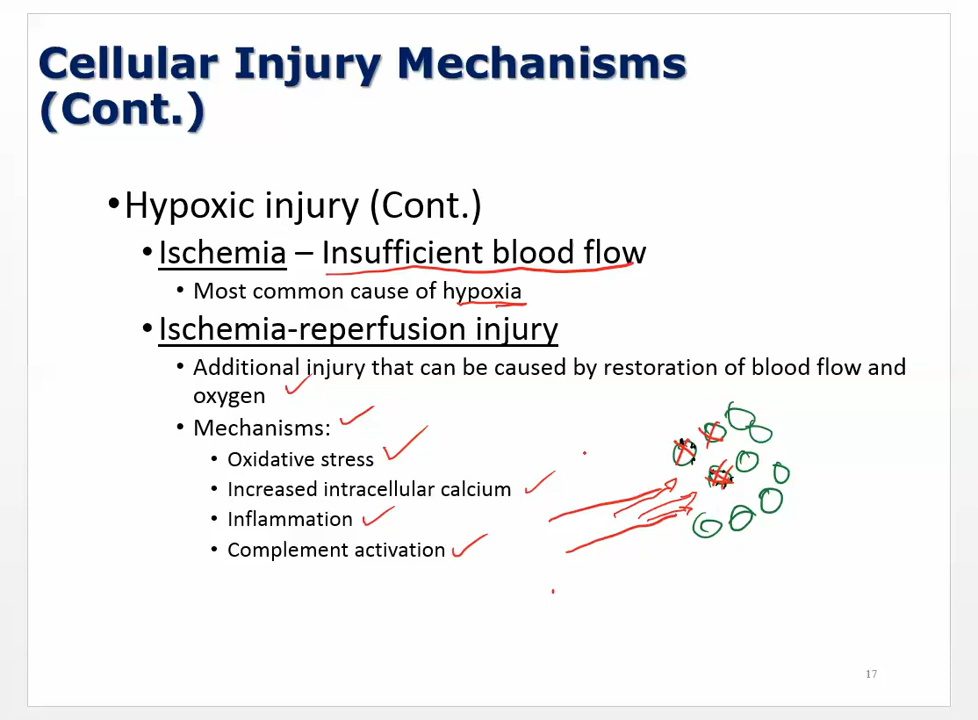 Cellular Injury Mechanisms
(Cont.)
•Hypoxic injury (Cont.)
•Ischemia – Insufficient blood flow
• Most common cause of hypoxia
•Ischemia-reperfusion injury
• Additional injury that can be caused by restoration of blood flow and
oxygen
• Mechanisms:
• Oxidative stress
• Increased intracellular calcium
• Inflammation
• Complement activation
17